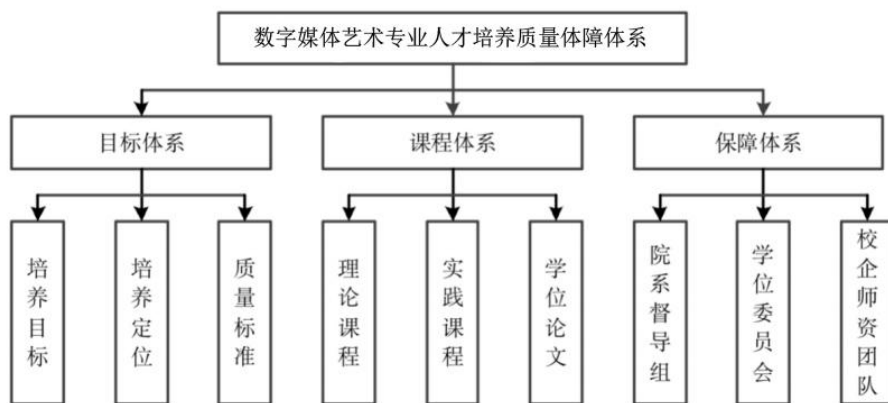 数字媒体艺术专业人才培养质量体障体系
目标体系
课程体系
保障体系
培养目标
培养定位
质量标准
理论课程
实践课程
学位论文
院系督导组
学位委员会
校企师资团队